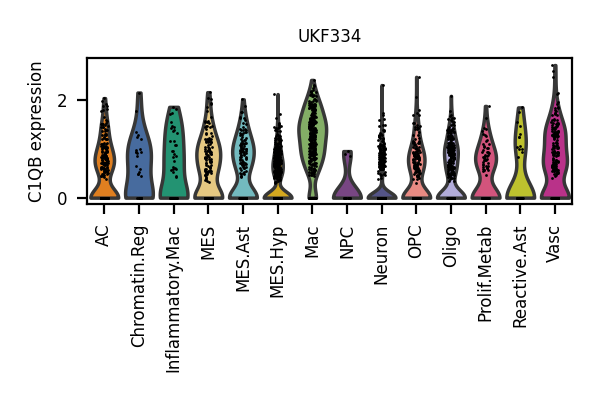 UKF334
C1QB expression
2
0
AC
Chromatin.Reg
Inflammatory.Mac
MES
MES.Ast
MES.Hyp
Mac
NPC
Neuron
OPC
Oligo
Prolif.Metab
Reactive.Ast
Vasc